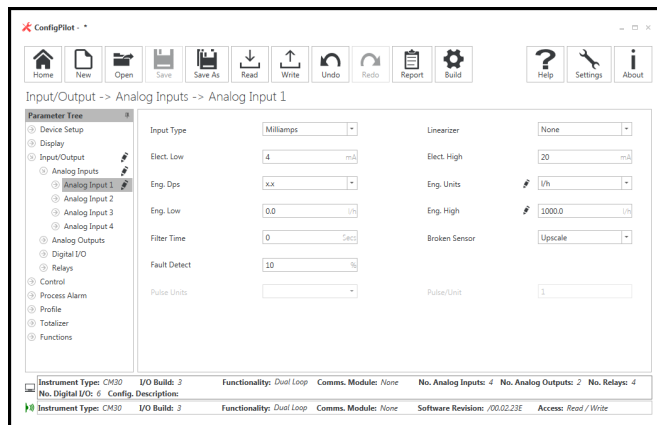 ConfigPilot - *
Home New Open Save Save As Read Write Undo Redo Report Build Help Settings About
Input/Output -> Analog Inputs -> Analog Input 1
Parameter Tree
Device Setup
Display
Input/Output
Analog Inputs
Analog Input 1
Analog Input 2
Analog Input 3
Analog Input 4
Analog Outputs
Digital I/O
Relays
Control
Process Alarm
Profile
Totalizer
Functions
Input Type Milliamps Linearizer None
Elect. Low 4 mA Elect. High 20 mA
Eng. Dps x.x Eng. Units l/h
Eng. Low 0.0 l/h Eng. High 1000.0 l/h
Filter Time 0 Secs Broken Sensor Upscale
Fault Detect 10 %
Pulse Units Pulse/Unit 1
Instrument Type: CM30 I/O Build: 3 Functionality: Dual Loop Comms. Module: None No. Analog Inputs: 4 No. Analog Outputs: 2 No. Relays: 4
No. Digital I/O: 6 Config. Description:
Instrument Type: CM30 I/O Build: 3 Functionality: Dual Loop Comms. Module: None Software Revision: /00.02.23E Access: Read / Write